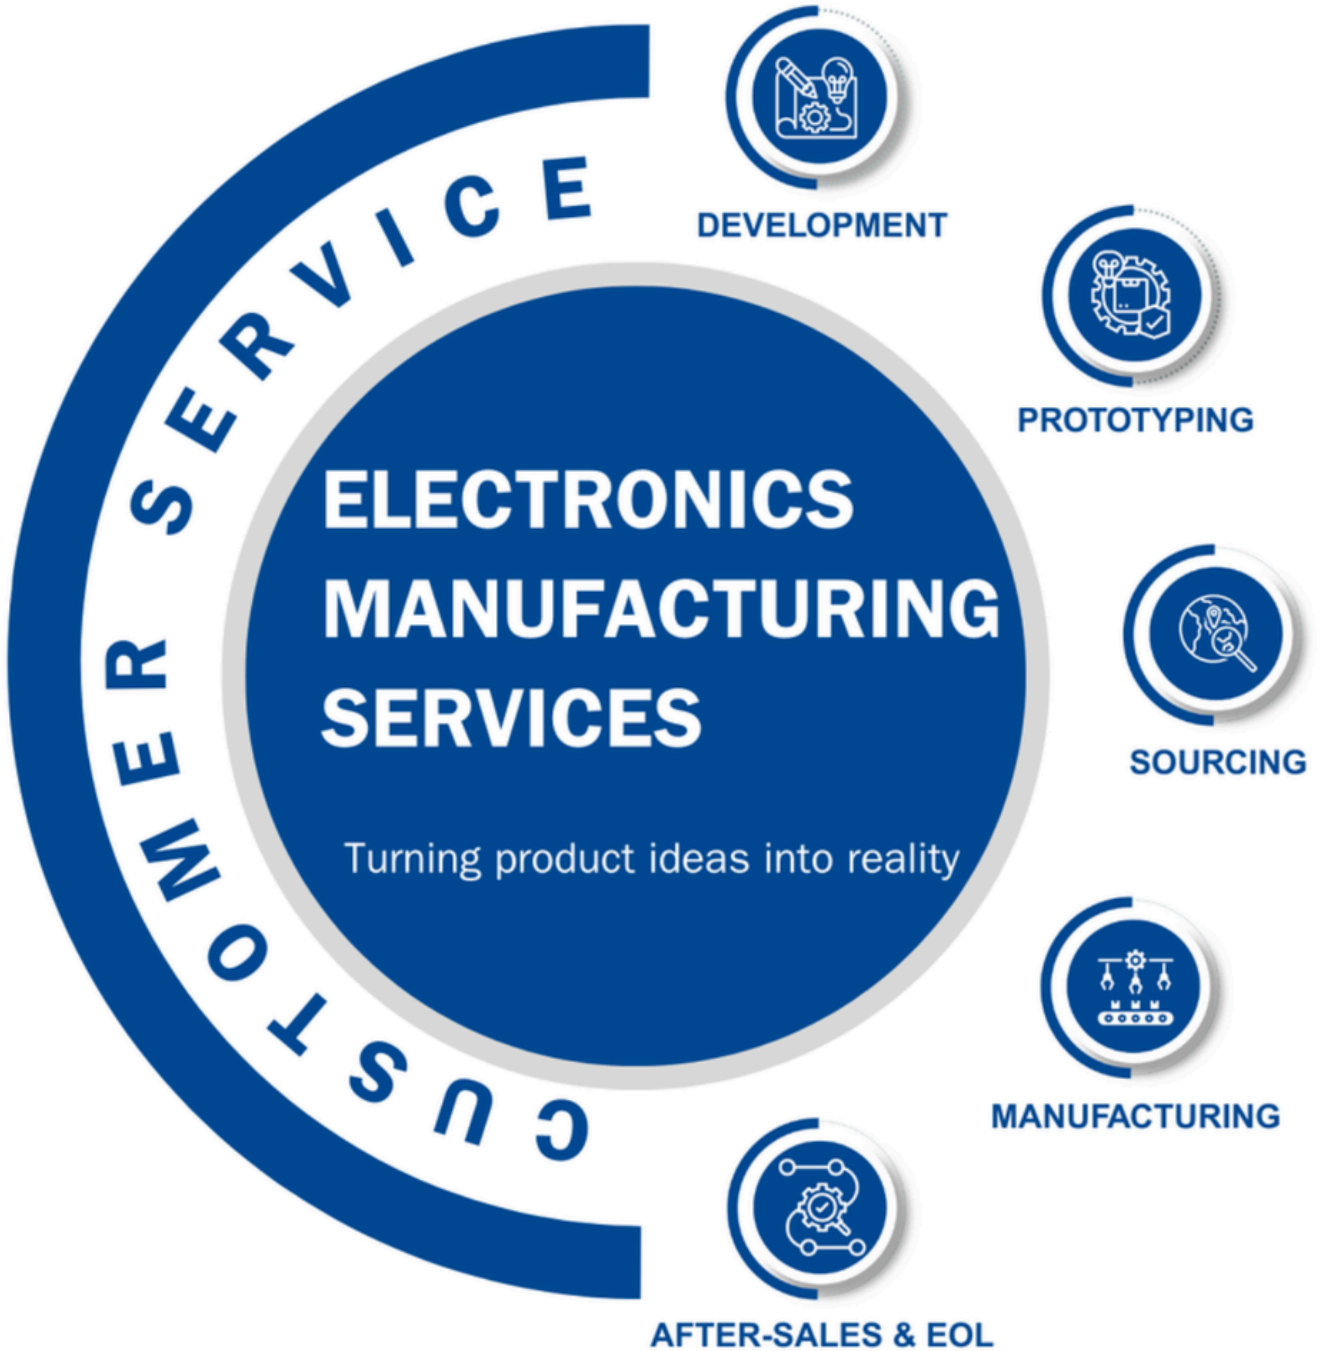 CUSTOMER SERVICE
ELECTRONICS
MANUFACTURING
SERVICES
Turning product ideas into reality
DEVELOPMENT
PROTOTYPING
SOURCING
MANUFACTURING
AFTER-SALES & EOL